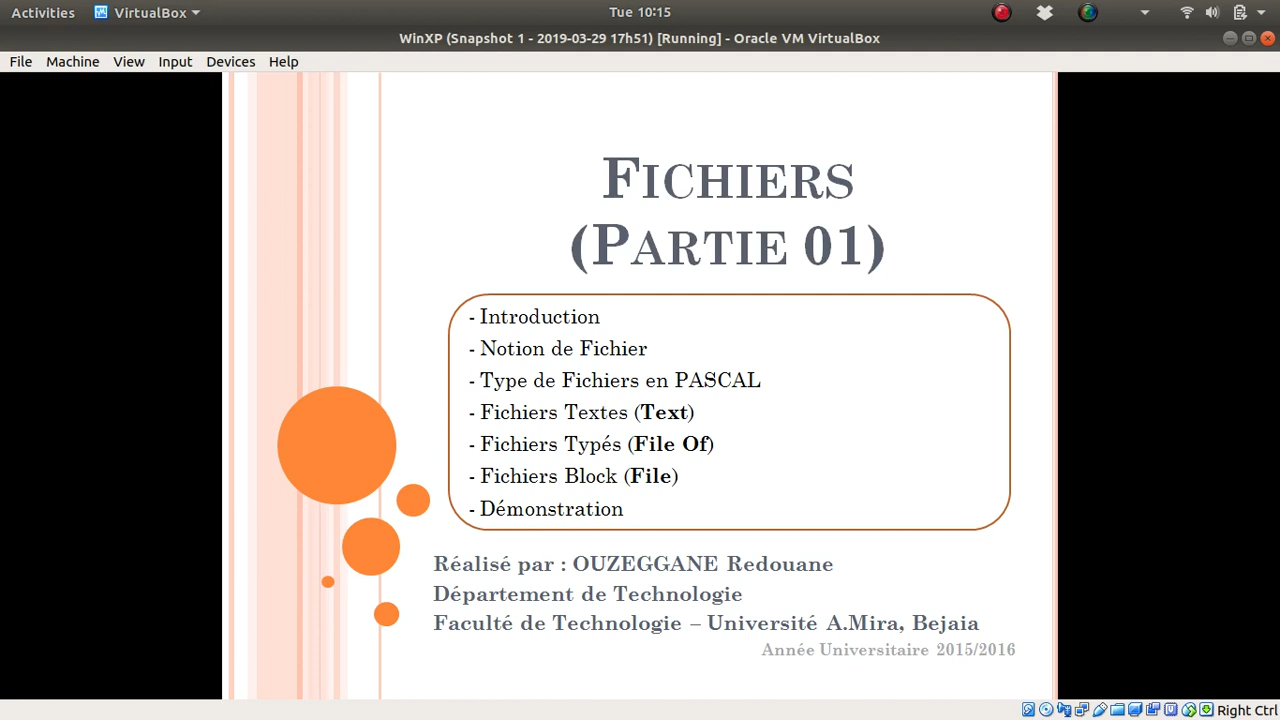 Activities VirtualBox Tue 10:15
WinXP (Snapshot 1 - 2019-03-29 17h51) [Running] - Oracle VM VirtualBox
File Machine View Input Devices Help
FICHIERS
(PARTIE 01)
- Introduction
- Notion de Fichier
- Type de Fichiers en PASCAL
- Fichiers Textes (Text)
- Fichiers Typés (File Of)
- Fichiers Block (File)
- Démonstration
Réalisé par : OUZEGGANE Redouane
Département de Technologie
Faculté de Technologie – Université A.Mira, Bejaia
Année Universitaire 2015/2016
Right Ctrl